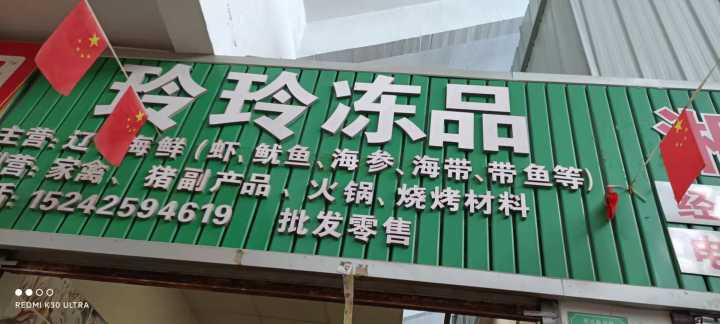 玲玲冻品
主营:辽 海鲜(虾、鱿鱼、海参、海带、带鱼等)
营:家禽、猪副产品、火锅、烧烤材料
15242594619 批发零售
经
REDMI K30 ULTRA